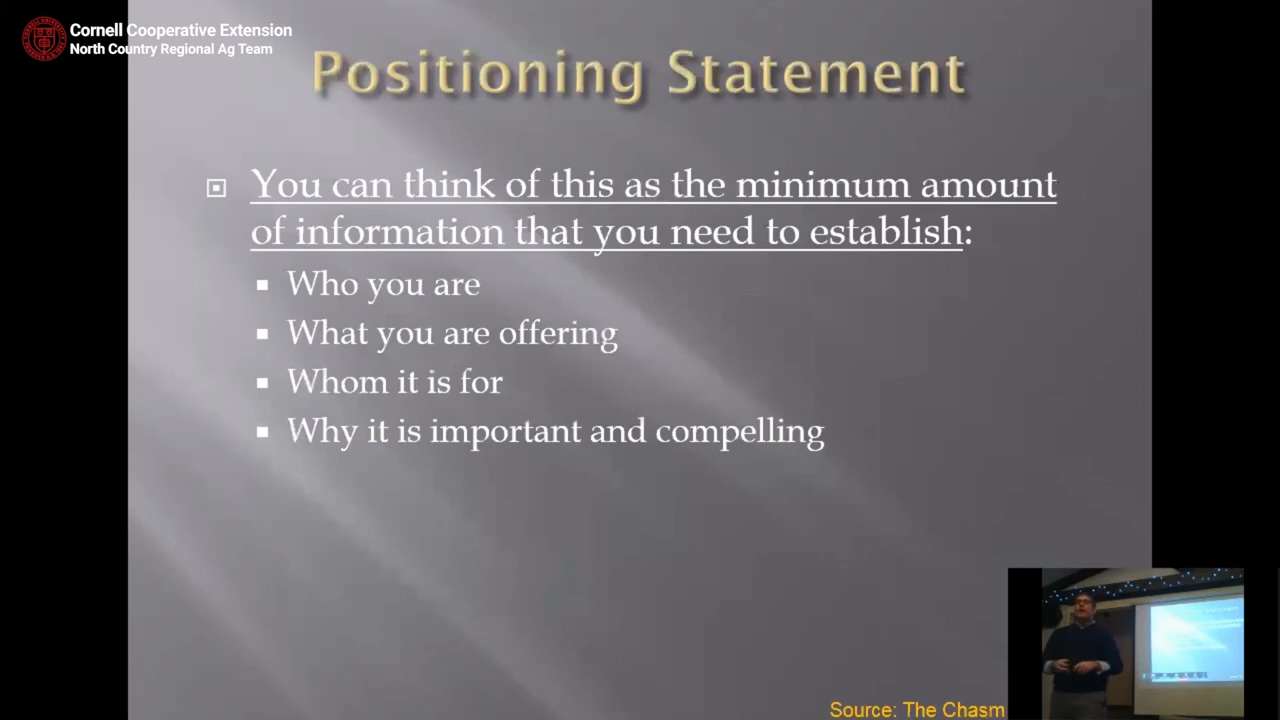 Cornell Cooperative Extension
North Country Regional Ag Team
Positioning Statement
You can think of this as the minimum amount
of information that you need to establish:
Who you are
What you are offering
Whom it is for
Why it is important and compelling
Source: The Chasm